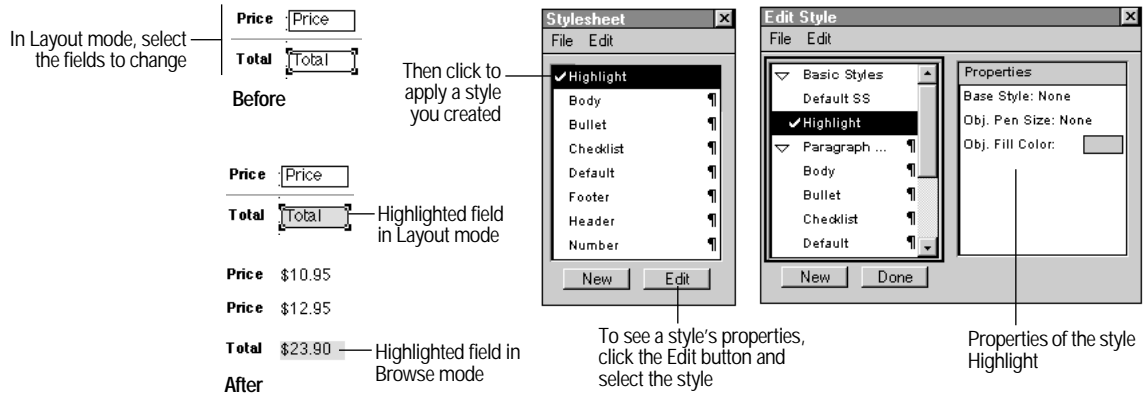 In Layout mode, select
the fields to change
Price Price
Total Total
Before
Price Price
Total Total
Highlighted field
in Layout mode
Price $10.95
Price $12.95
Total $23.90
Highlighted field in
Browse mode
After
Then click to
apply a style
you created
Stylesheet
File Edit
✓Highlight
Body ¶
Bullet ¶
Checklist ¶
Default ¶
Footer ¶
Header ¶
Number ¶
New Edit
To see a style's properties,
click the Edit button and
select the style
Edit Style
File Edit
Basic Styles
Default SS
✓Highlight
Paragraph ... ¶
Body ¶
Bullet ¶
Checklist ¶
Default ¶
New Done
Properties
Base Style: None
Obj. Pen Size: None
Obj. Fill Color:
Properties of the style
Highlight